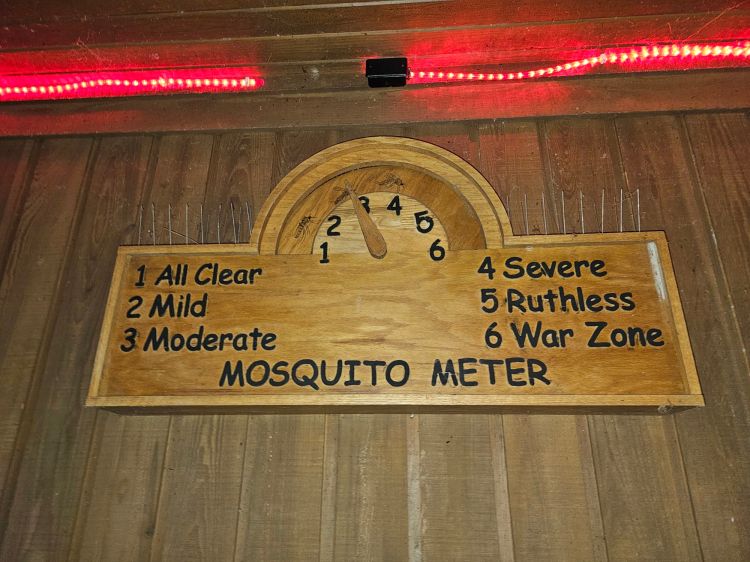 1 2 3 4 5 6
1 All Clear
2 Mild
3 Moderate
4 Severe
5 Ruthless
6 War Zone
MOSQUITO METER